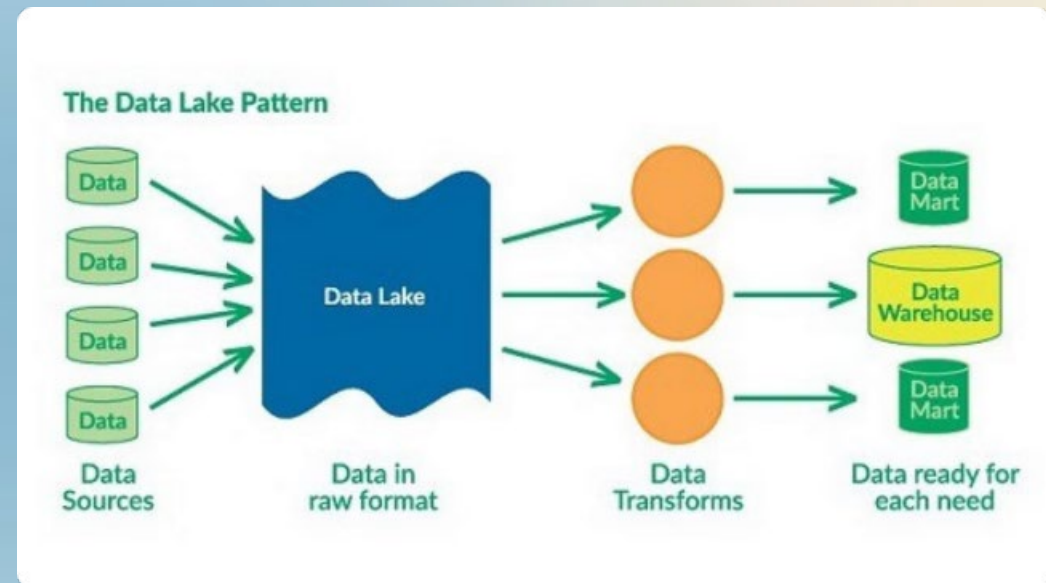 The Data Lake Pattern
Data
Data
Data
Data
Data Lake
Data
Mart
Data
Warehouse
Data
Mart
Data
Sources
Data in
raw format
Data
Transforms
Data ready for
each need